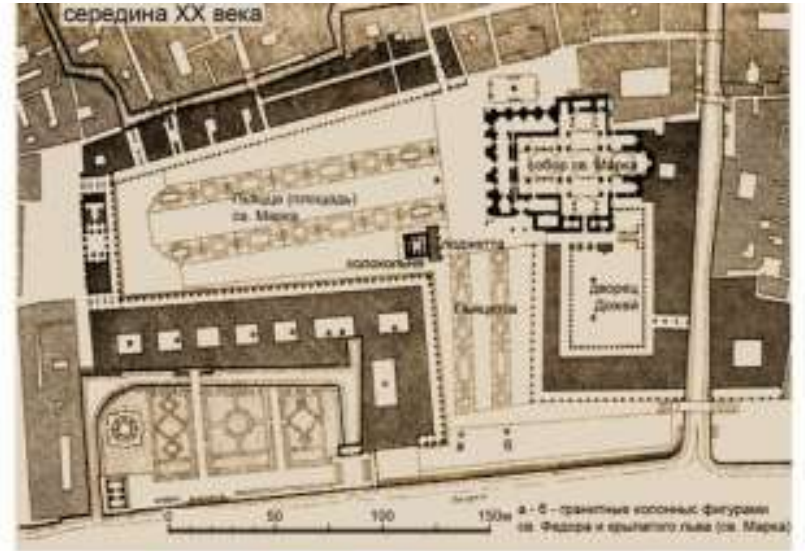 середина XX века
собор св. Марка
Пьяцца (площадь)
св. Марка
лоджетта
колокольня
Пьяцетта
Дворец
Дожей
а
б
0 50 100 150м
а - б - гранитные колонны с фигурами
св. Федора и крылатого льва (св. Марка)